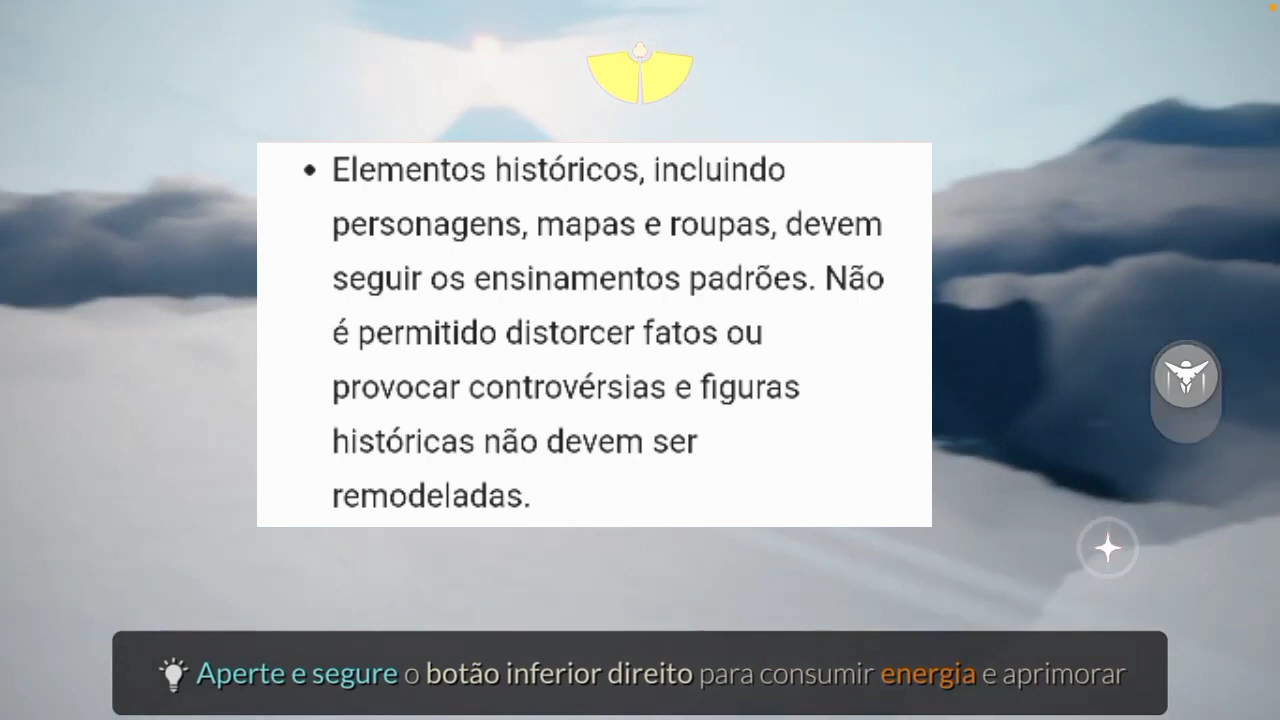 • Elementos históricos, incluindo
personagens, mapas e roupas, devem
seguir os ensinamentos padrões. Não
é permitido distorcer fatos ou
provocar controvérsias e figuras
históricas não devem ser
remodeladas.
Aperte e segure o botão inferior direito para consumir energia e aprimorar